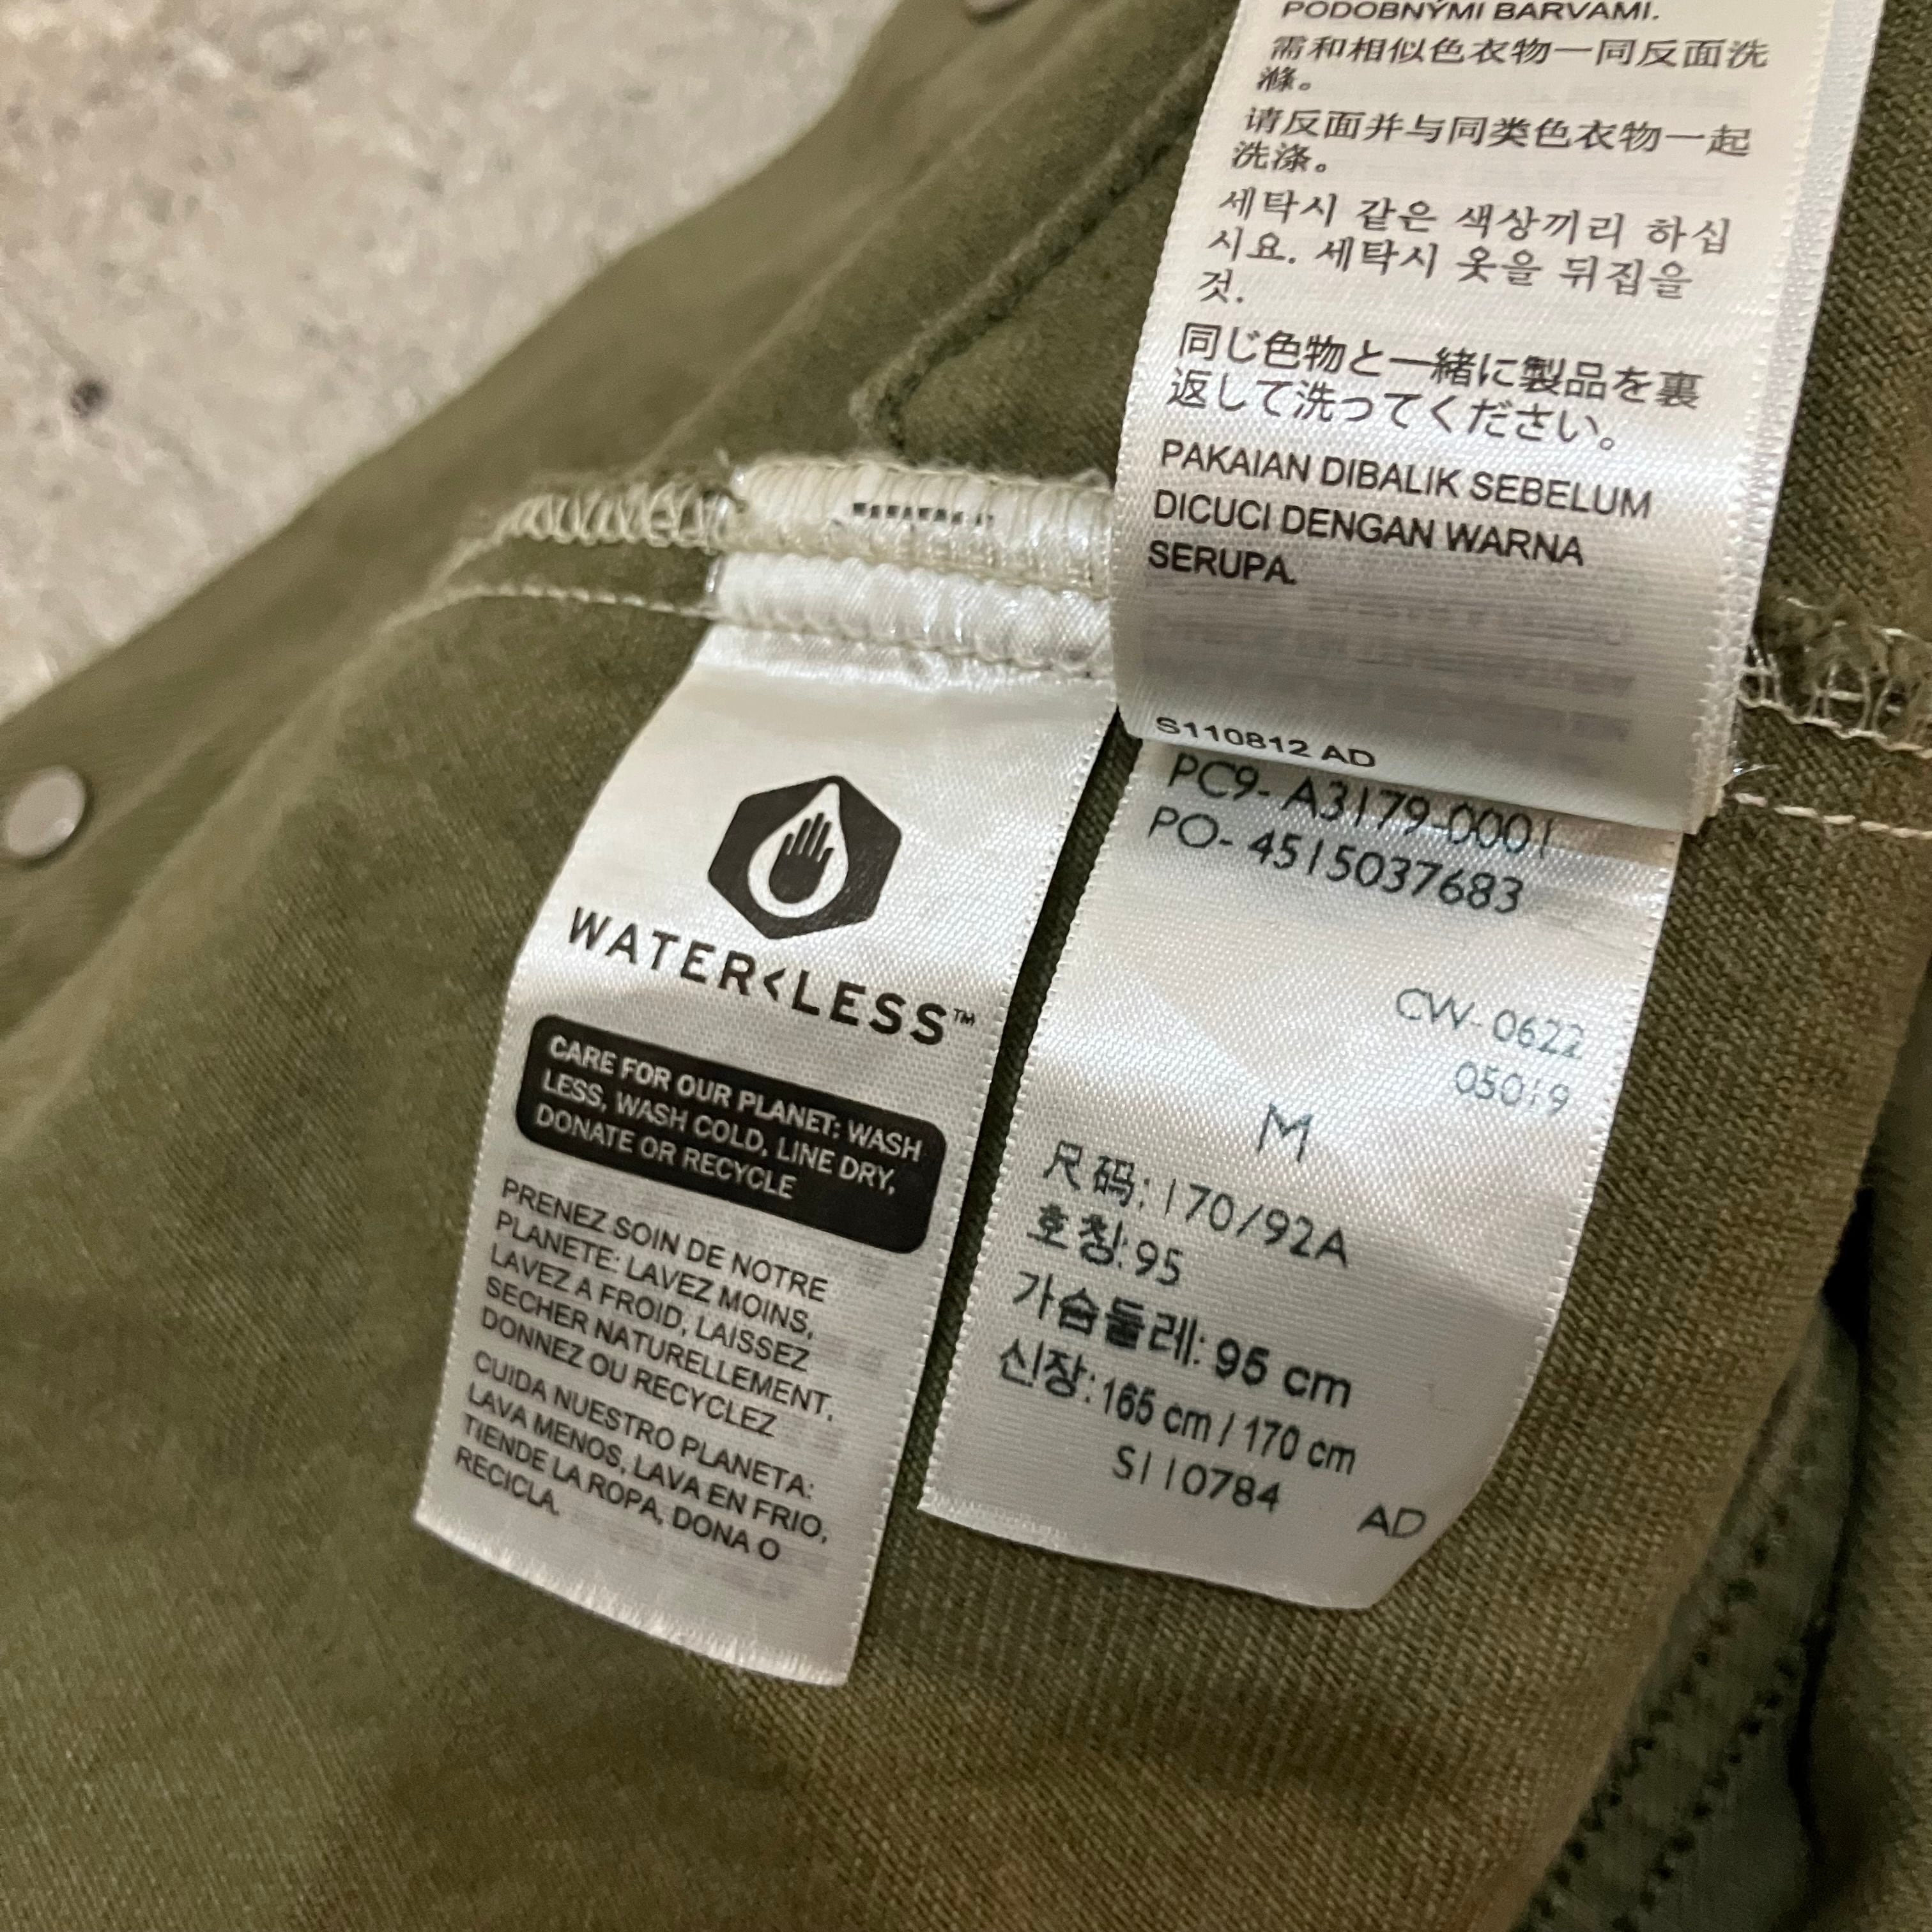 PODOBNÝMI BARVAMI.
需和相似色衣物一同反面洗
滌。
请反面并与同类色衣物一起
洗涤。
세탁시 같은 색상끼리 하십
시요. 세탁시 옷을 뒤집을
것.
同じ色物と一緒に製品を裏
返して洗ってください。
PAKAIAN DIBALIK SEBELUM
DICUCI DENGAN WARNA
SERUPA.
S110812 AD
WATER<LESS™
CARE FOR OUR PLANET: WASH
LESS, WASH COLD, LINE DRY,
DONATE OR RECYCLE
PRENEZ SOIN DE NOTRE
PLANETE: LAVEZ MOINS,
LAVEZ A FROID, LAISSEZ
SECHER NATURELLEMENT,
DONNEZ OU RECYCLEZ
CUIDA NUESTRO PLANETA:
LAVA MENOS, LAVA EN FRIO,
TIENDE LA ROPA, DONA O
RECICLA.
PC9- A3179-0001
PO- 4515037683
CW- 0622
05019
M
尺码: 170/92A
호칭: 95
가슴둘레: 95 cm
신장: 165 cm / 170 cm
S110784
AD